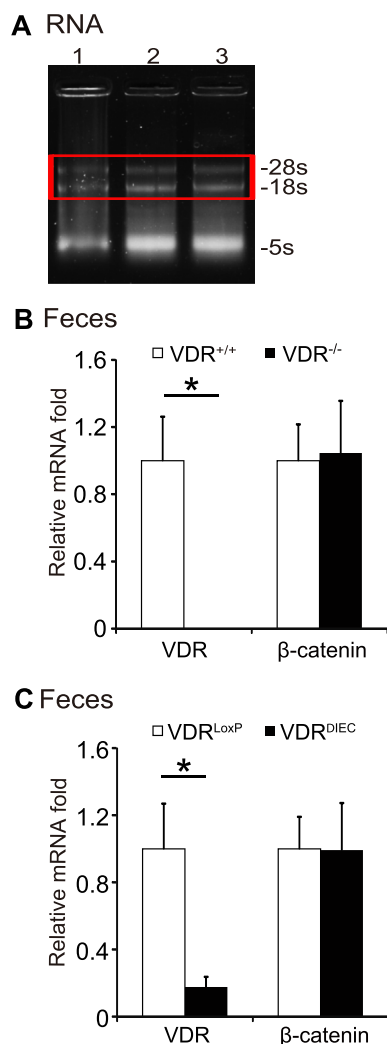 A RNA
1 2 3
-28s
-18s
-5s
B Feces
VDR+/+ VDR-/-
Relative mRNA fold
1.6
*
1.2
0.8
0.4
0
VDR β-catenin
C Feces
VDRLoxP VDRDIEC
Relative mRNA fold
1.6
*
1.2
0.8
0.4
0
VDR β-catenin